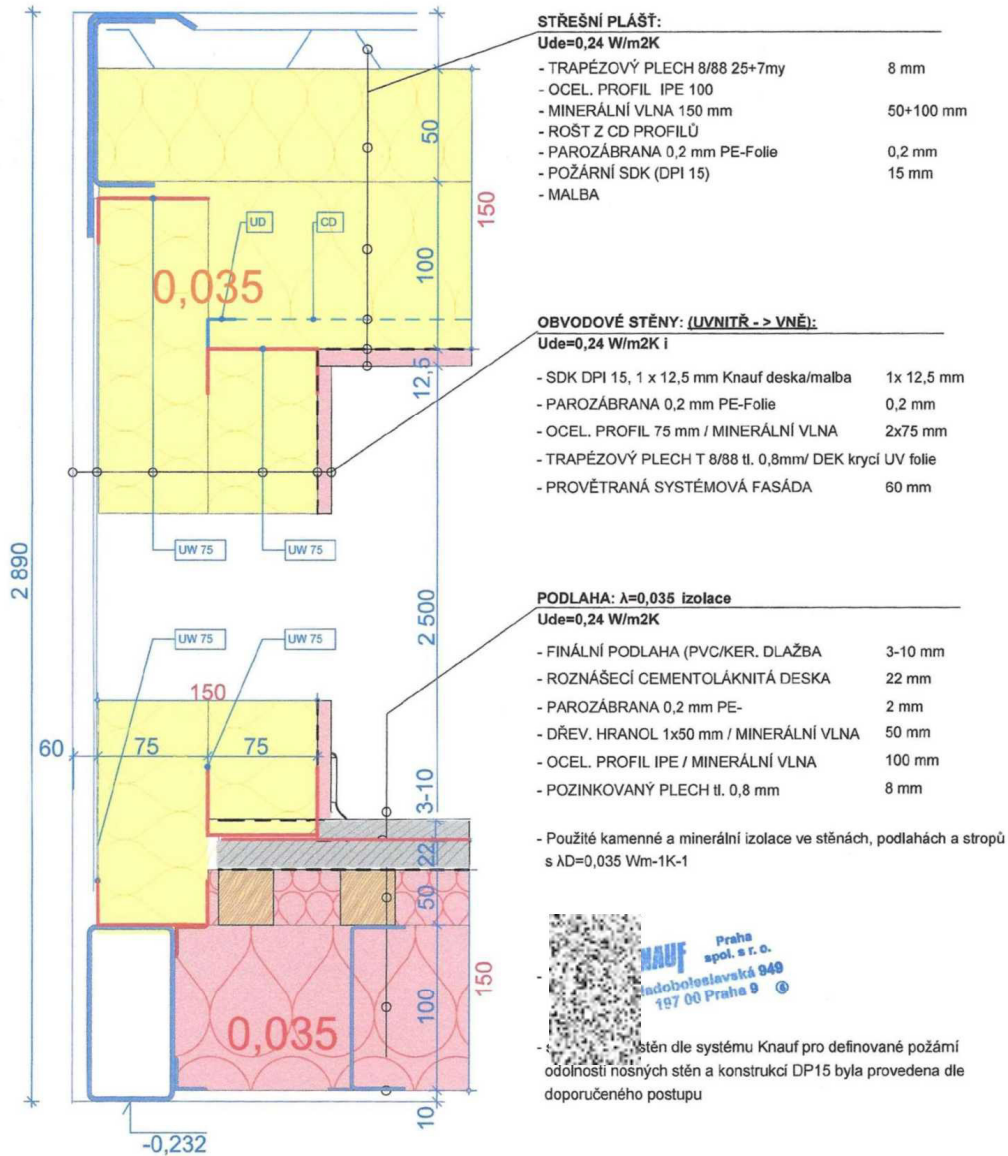 STŘEŠNÍ PLÁŠŤ:
Ude=0,24 W/m2K
- TRAPÉZOVÝ PLECH 8/88 25+7my 8 mm
- OCEL. PROFIL IPE 100
- MINERÁLNÍ VLNA 150 mm 50+100 mm
- ROŠT Z CD PROFILŮ
- PAROZÁBRANA 0,2 mm PE-Folie 0,2 mm
- POŽÁRNÍ SDK (DPI 15) 15 mm
- MALBA
50
150
UD
CD
100
0,035
12,5
OBVODOVÉ STĚNY: (UVNITŘ - > VNĚ):
Ude=0,24 W/m2K i
- SDK DPI 15, 1 x 12,5 mm Knauf deska/malba 1x 12,5 mm
- PAROZÁBRANA 0,2 mm PE-Folie 0,2 mm
- OCEL. PROFIL 75 mm / MINERÁLNÍ VLNA 2x75 mm
- TRAPÉZOVÝ PLECH T 8/88 tl. 0,8mm/ DEK krycí UV folie
- PROVĚTRANÁ SYSTÉMOVÁ FASÁDA 60 mm
UW 75
UW 75
2 890
2 500
UW 75
UW 75
150
60
75
75
3-10
22
50
100
150
0,035
10
-0,232
PODLAHA: λ=0,035 izolace
Ude=0,24 W/m2K
- FINÁLNÍ PODLAHA (PVC/KER. DLAŽBA 3-10 mm
- ROZNÁŠECÍ CEMENTOLÁKNITÁ DESKA 22 mm
- PAROZÁBRANA 0,2 mm PE- 2 mm
- DŘEV. HRANOL 1x50 mm / MINERÁLNÍ VLNA 50 mm
- OCEL. PROFIL IPE / MINERÁLNÍ VLNA 100 mm
- POZINKOVANÝ PLECH tl. 0,8 mm 8 mm
- Použité kamenné a minerální izolace ve stěnách, podlahách a stropů
s λD=0,035 Wm-1K-1
Praha
spol. s r. o.
949
197 00 Praha 9
stěn dle systému Knauf pro definované požární
odolnosti nosných stěn a konstrukcí DP15 byla provedena dle
doporučeného postupu